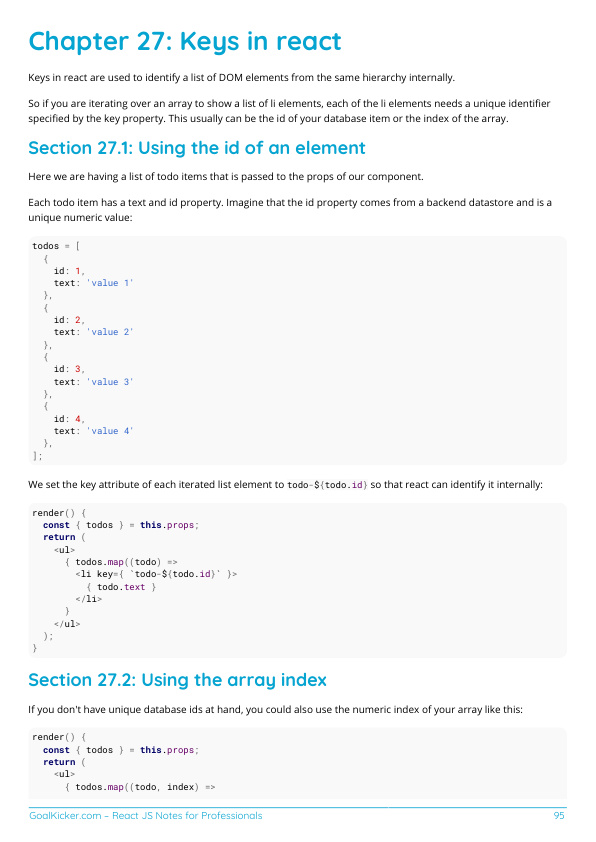 Chapter 27: Keys in react
Keys in react are used to identify a list of DOM elements from the same hierarchy internally.
So if you are iterating over an array to show a list of li elements, each of the li elements needs a unique identifier
specified by the key property. This usually can be the id of your database item or the index of the array.
Section 27.1: Using the id of an element
Here we are having a list of todo items that is passed to the props of our component.
Each todo item has a text and id property. Imagine that the id property comes from a backend datastore and is a
unique numeric value:
todos = [
  {
    id: 1,
    text: 'value 1'
  },
  {
    id: 2,
    text: 'value 2'
  },
  {
    id: 3,
    text: 'value 3'
  },
  {
    id: 4,
    text: 'value 4'
  },
];
We set the key attribute of each iterated list element to todo-${todo.id} so that react can identify it internally:
render() {
  const { todos } = this.props;
  return (
    <ul>
      { todos.map((todo) =>
        <li key={ `todo-${todo.id}` }>
          { todo.text }
        </li>
      }
    </ul>
  );
}
Section 27.2: Using the array index
If you don't have unique database ids at hand, you could also use the numeric index of your array like this:
render() {
  const { todos } = this.props;
  return (
    <ul>
      { todos.map((todo, index) =>
GoalKicker.com – React JS Notes for Professionals 95